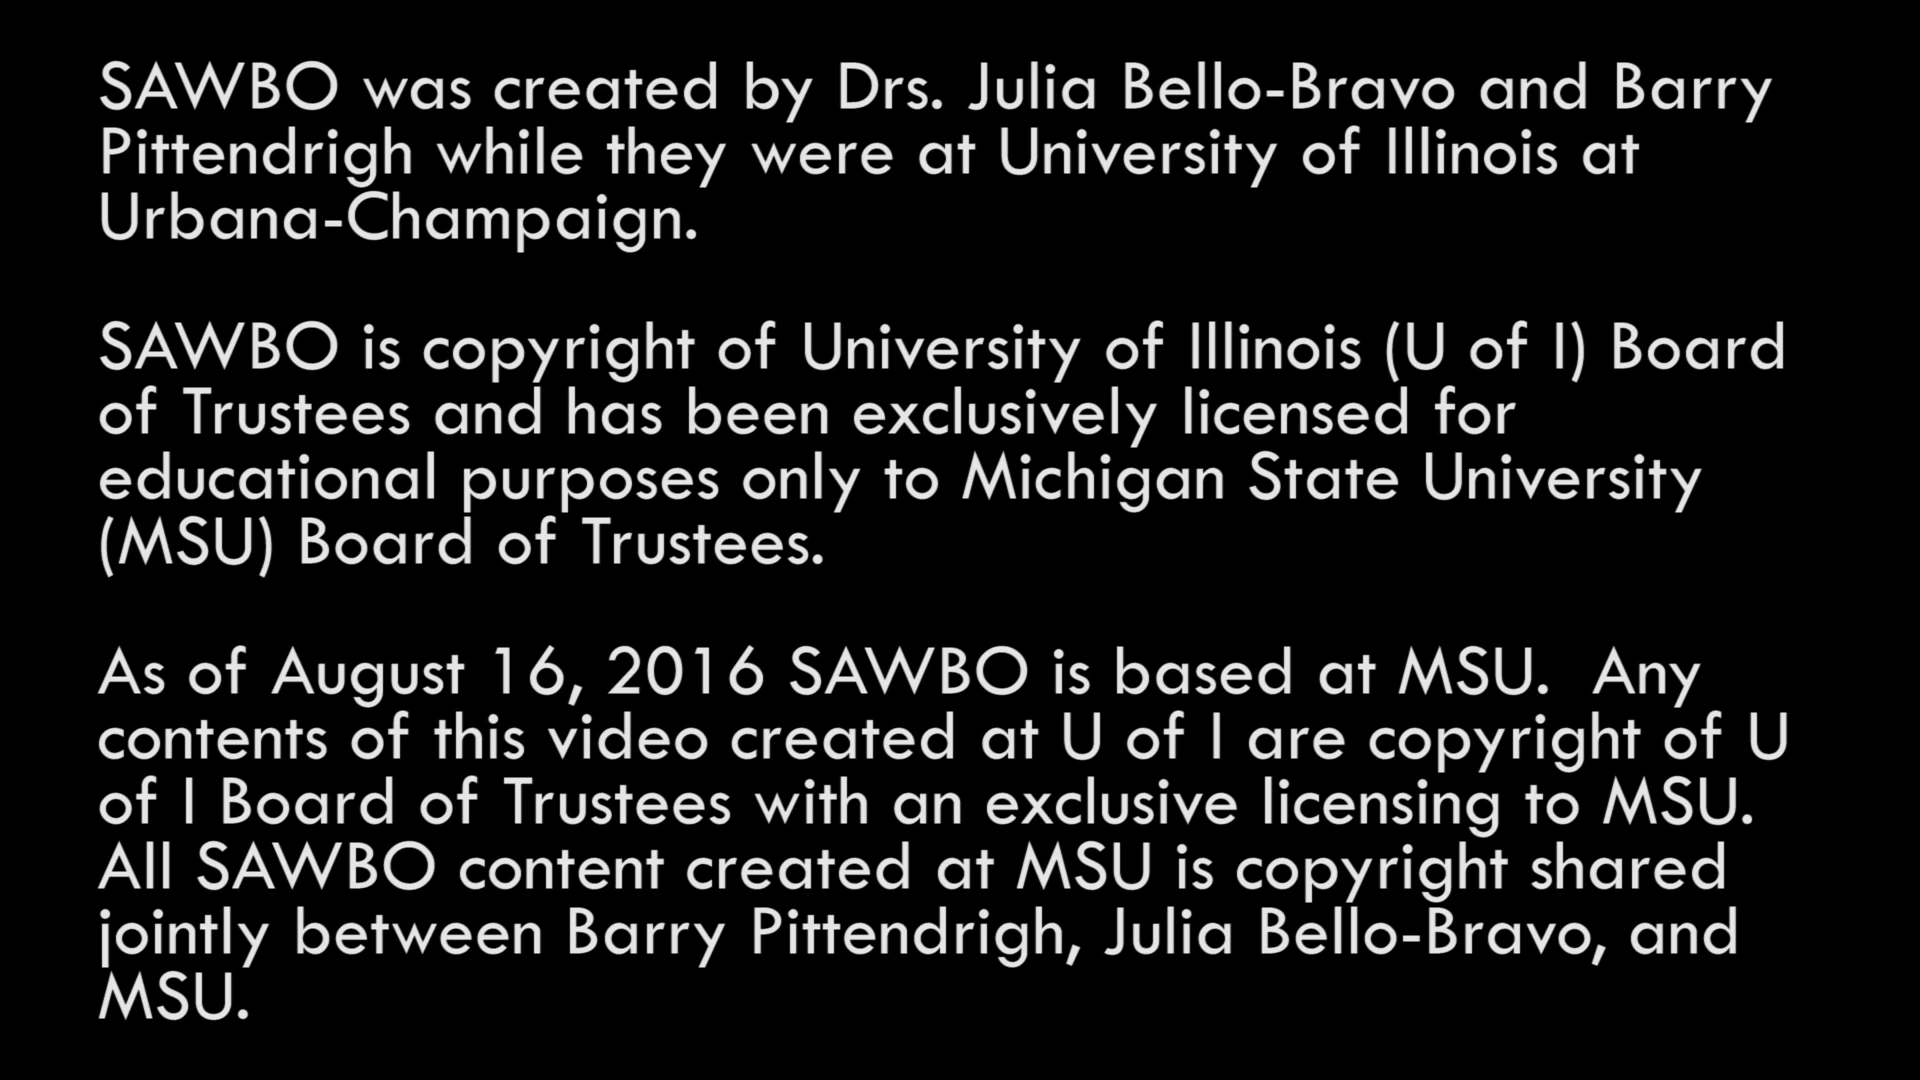 SAWBO was created by Drs. Julia Bello-Bravo and Barry
Pittendrigh while they were at University of Illinois at
Urbana-Champaign.
SAWBO is copyright of University of Illinois (U of I) Board
of Trustees and has been exclusively licensed for
educational purposes only to Michigan State University
(MSU) Board of Trustees.
As of August 16, 2016 SAWBO is based at MSU.  Any
contents of this video created at U of I are copyright of U
of I Board of Trustees with an exclusive licensing to MSU.
All SAWBO content created at MSU is copyright shared
jointly between Barry Pittendrigh, Julia Bello-Bravo, and
MSU.